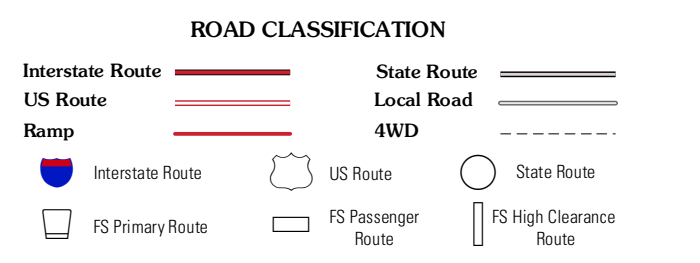 ROAD CLASSIFICATION
Interstate Route
State Route
US Route
Local Road
Ramp
4WD
Interstate Route
US Route
State Route
FS Primary Route
FS Passenger
Route
FS High Clearance
Route